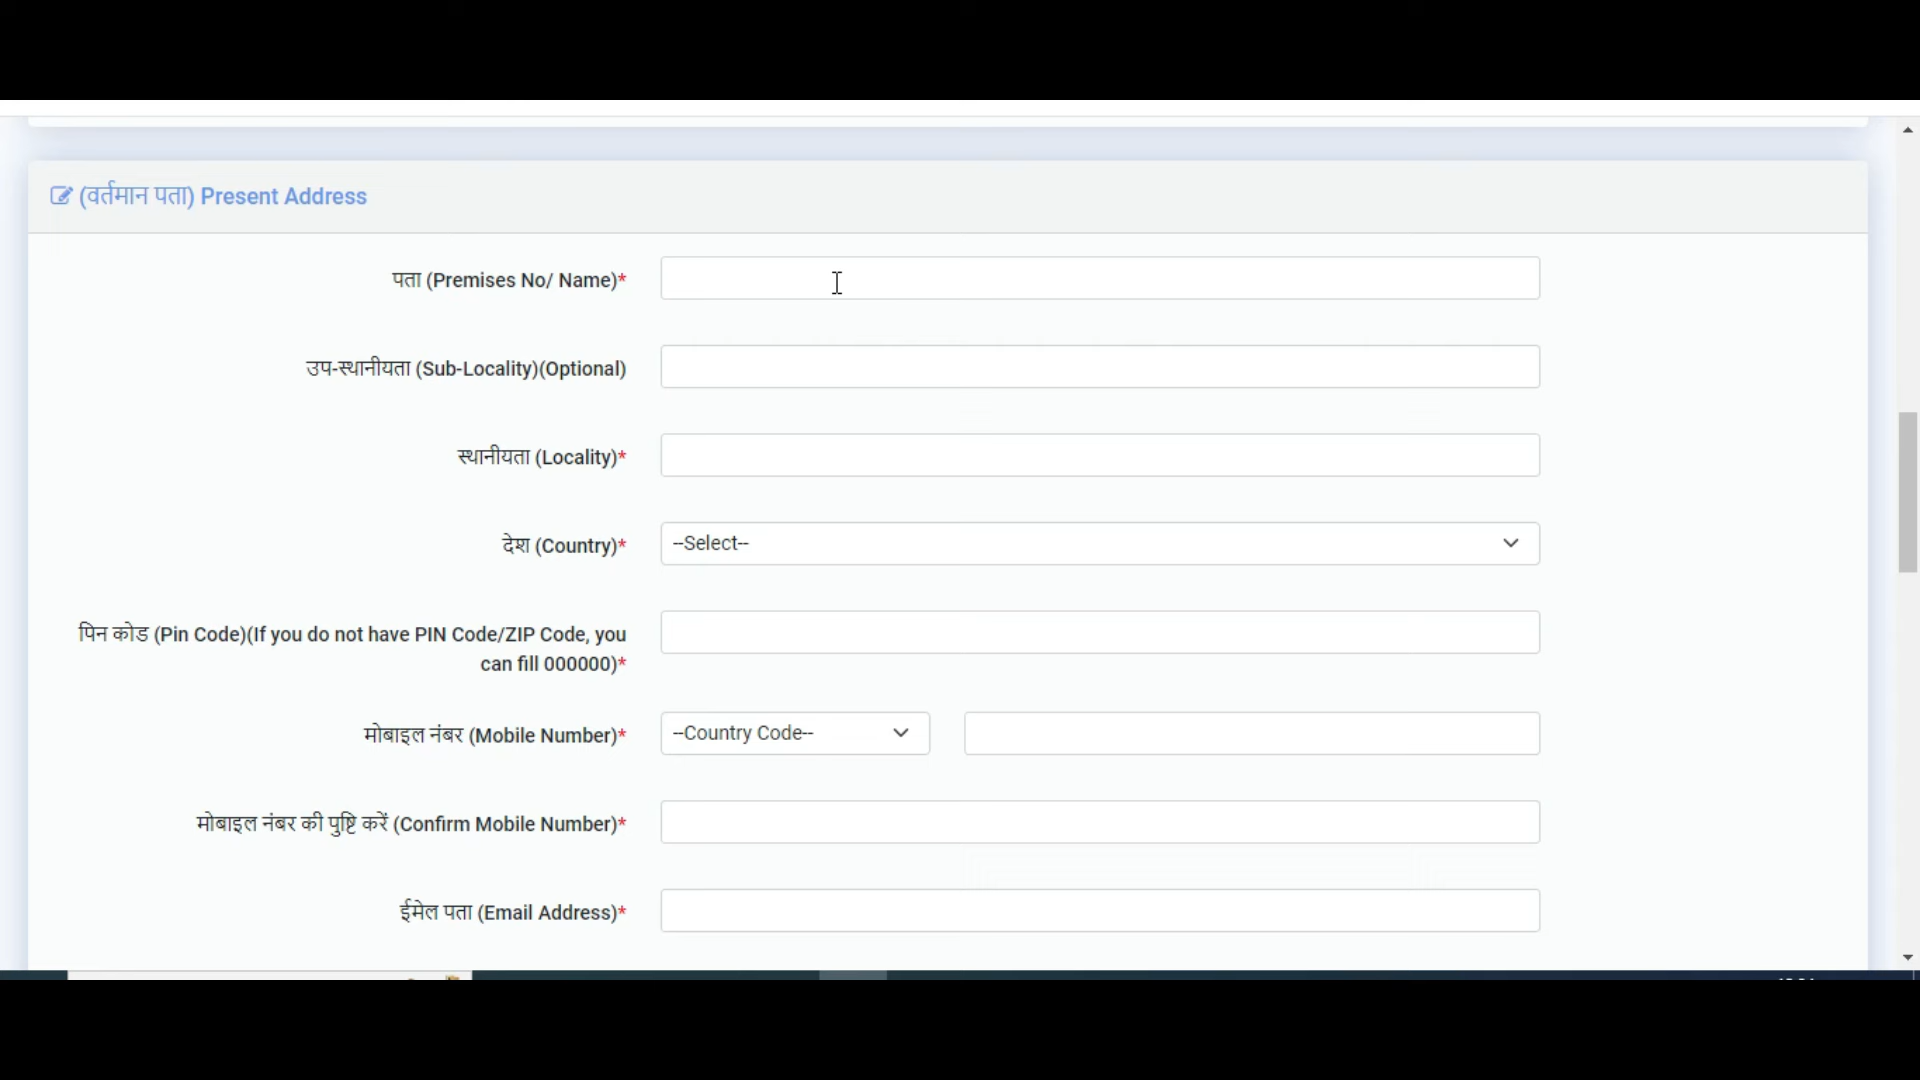 (वर्तमान पता) Present Address
पता (Premises No/ Name)*
उप-स्थानीयता (Sub-Locality)(Optional)
स्थानीयता (Locality)*
देश (Country)* --Select--
पिन कोड (Pin Code)(If you do not have PIN Code/ZIP Code, you
can fill 000000)*
मोबाइल नंबर (Mobile Number)* --Country Code--
मोबाइल नंबर की पुष्टि करें (Confirm Mobile Number)*
ईमेल पता (Email Address)*